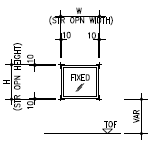 W
(STR OPN WIDTH)
10 10
H
(STR OPN HEIGHT)
10
10
FIXED
VAR
TOF